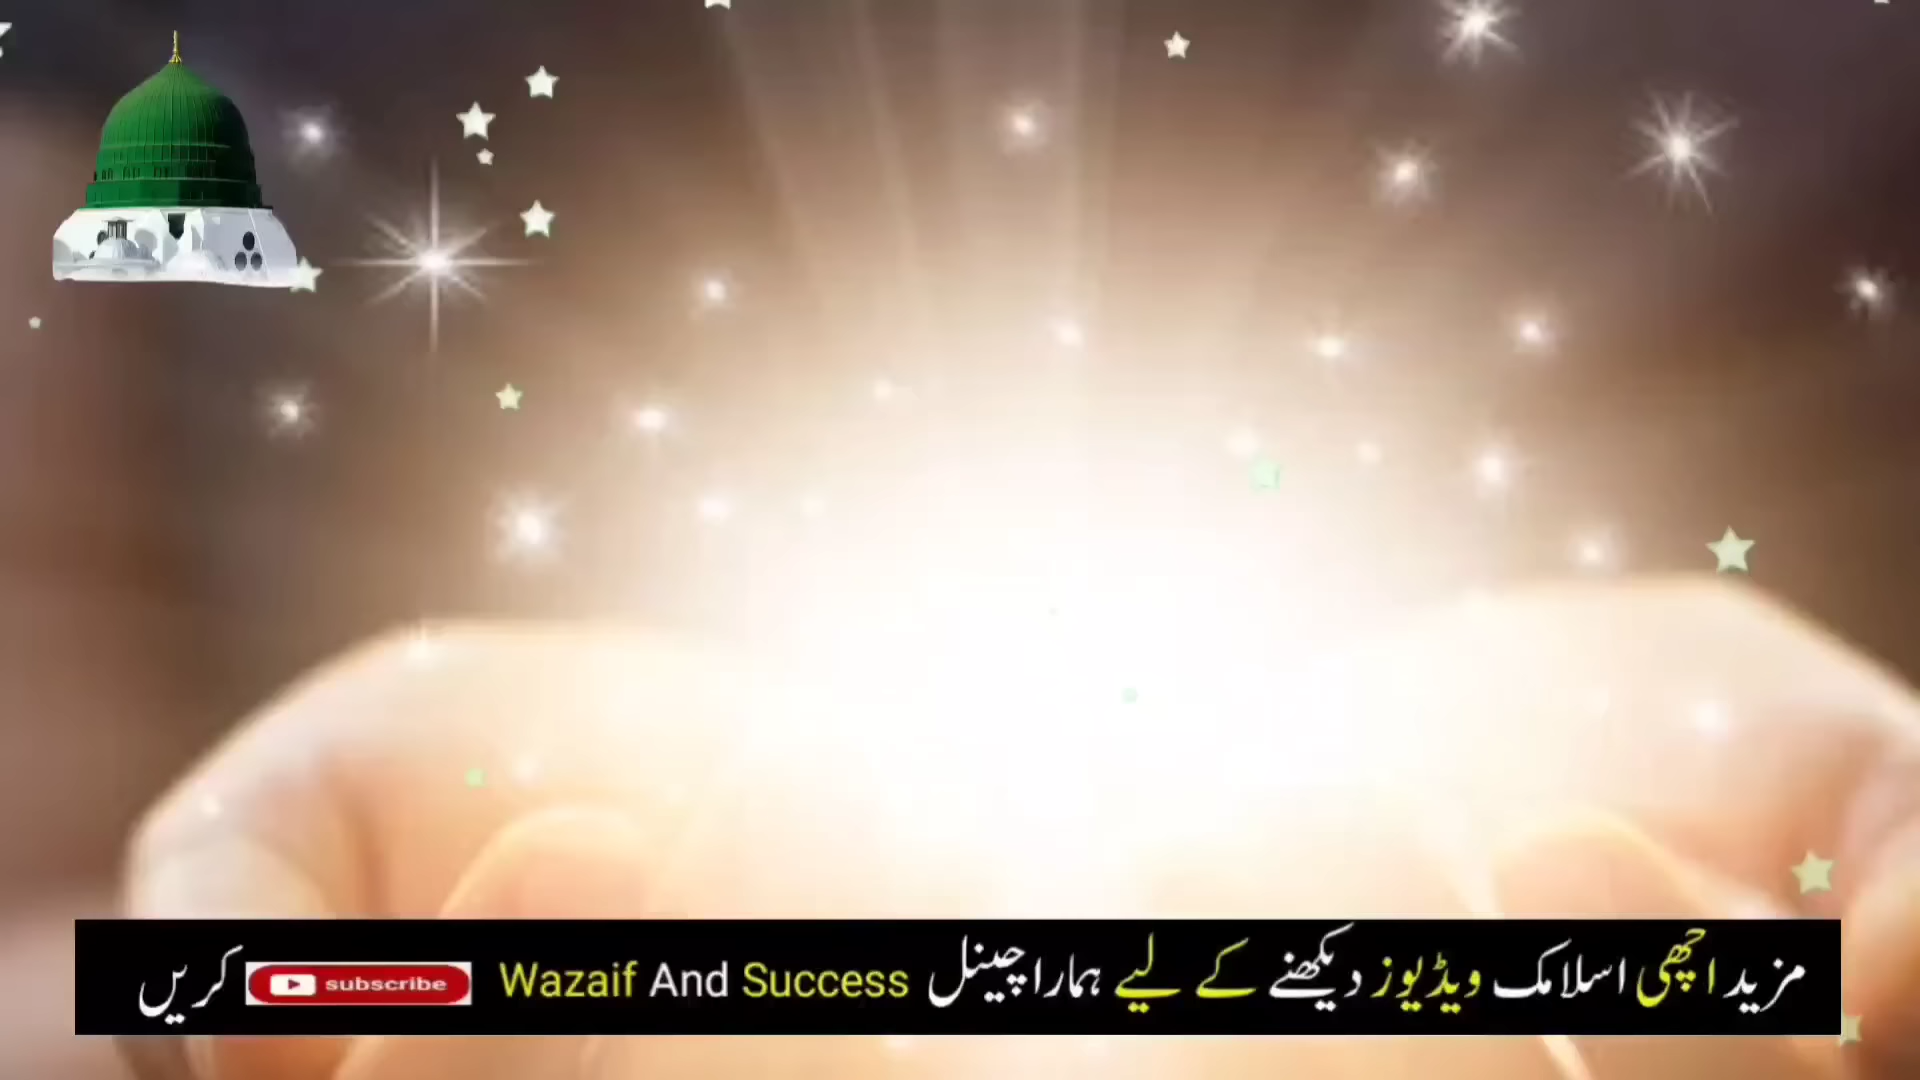 مزید اچھی اسلامک ویڈیوز دیکھنے کے لیے ہمارا چینل Wazaif And Success subscribe کریں